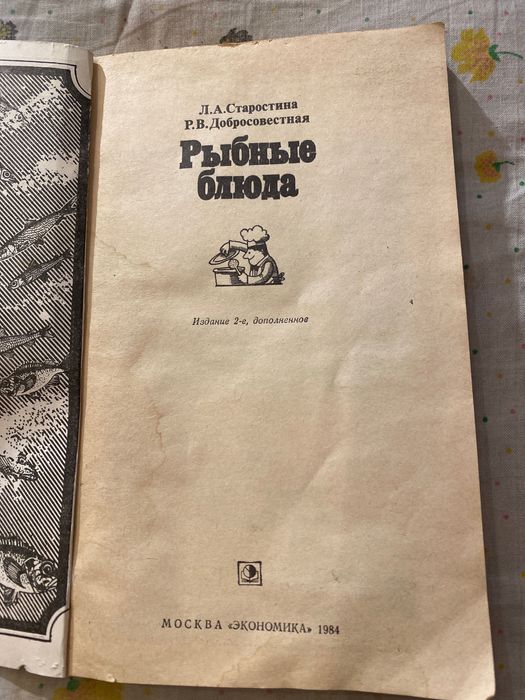 Л.А.Старостина
Р.В.Добросовестная
Рыбные
блюда
Издание 2-е, дополненное
МОСКВА «ЭКОНОМИКА» 1984